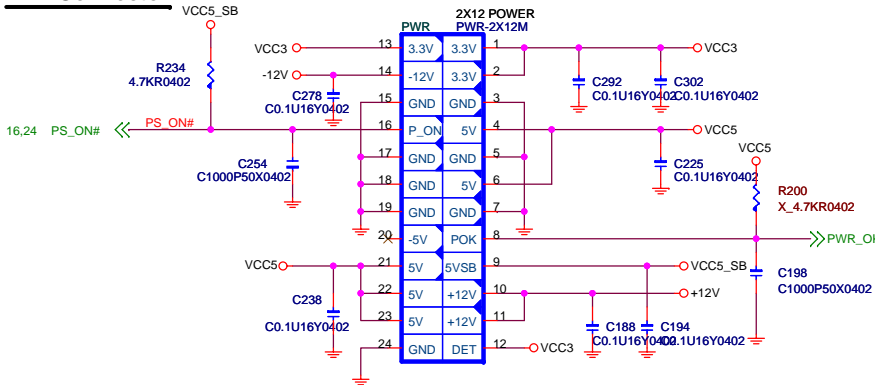 VCC5_SB
2X12 POWER
PWR
PWR-2X12M
VCC3
13
3.3V
3.3V
1
VCC3
R234
4.7KR0402
-12V
14
-12V
3.3V
2
C278
C0.1U16Y0402
C292
C0.1U16Y0402
C302
C0.1U16Y0402
15
GND
GND
3
16,24
PS_ON#
PS_ON#
16
P_ON
5V
4
VCC5
C254
C1000P50X0402
17
GND
GND
5
C225
C0.1U16Y0402
VCC5
18
GND
5V
6
R200
X_4.7KR0402
19
GND
GND
7
20
-5V
POK
8
VCC5
21
5V
5VSB
9
VCC5_SB
C198
C1000P50X0402
22
5V
+12V
10
+12V
C238
C0.1U16Y0402
23
5V
+12V
11
C188
C0.1U16Y0402
C194
C0.1U16Y0402
24
GND
DET
12
VCC3